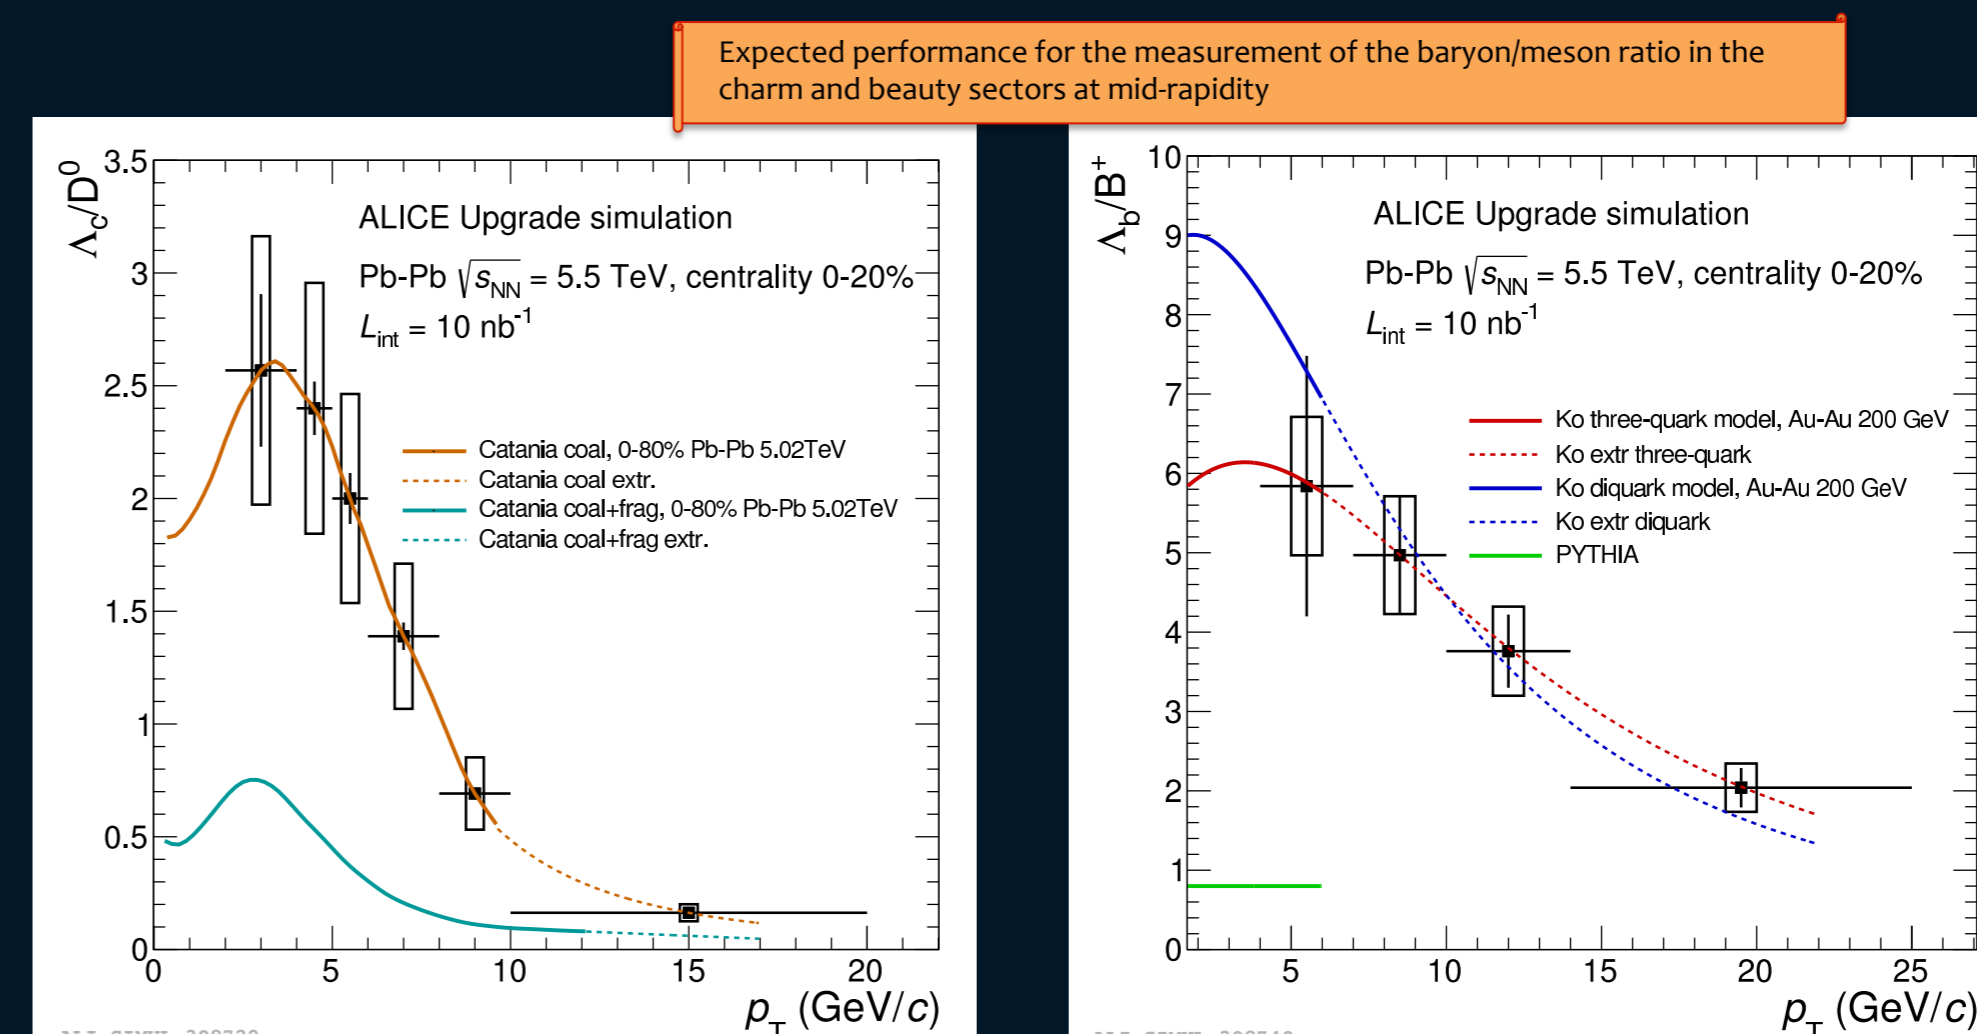 Expected performance for the measurement of the baryon/meson ratio in the
charm and beauty sectors at mid-rapidity
Λc/D0
3.5
3
2.5
2
1.5
1
0.5
0
ALICE Upgrade simulation
Pb-Pb √sNN = 5.5 TeV, centrality 0-20%
Lint = 10 nb-1
Catania coal, 0-80% Pb-Pb 5.02TeV
Catania coal extr.
Catania coal+frag, 0-80% Pb-Pb 5.02TeV
Catania coal+frag extr.
0 5 10 15 20
pT (GeV/c)
Λb/B+
10
9
8
7
6
5
4
3
2
1
0
ALICE Upgrade simulation
Pb-Pb √sNN = 5.5 TeV, centrality 0-20%
Lint = 10 nb-1
Ko three-quark model, Au-Au 200 GeV
Ko extr three-quark
Ko diquark model, Au-Au 200 GeV
Ko extr diquark
PYTHIA
5 10 15 20 25
pT (GeV/c)